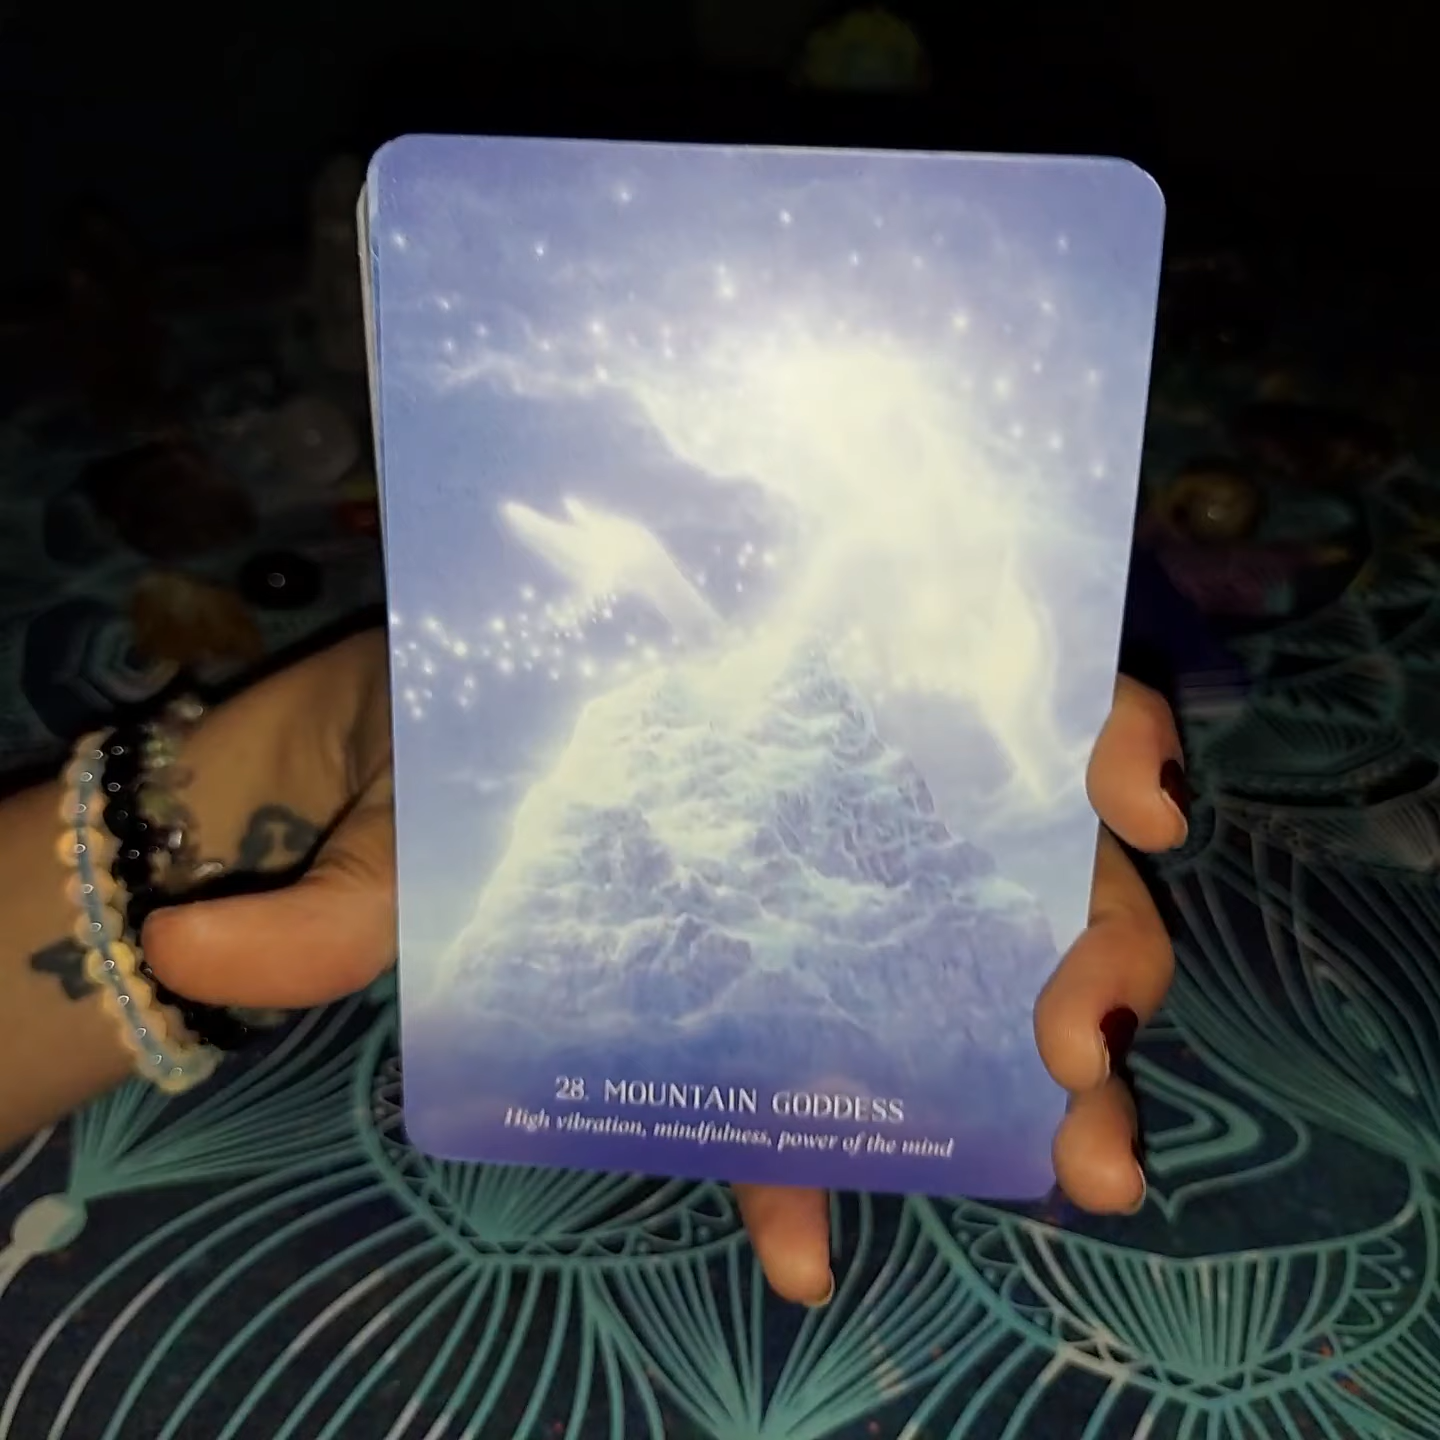 28. MOUNTAIN GODDESS
High vibration, mindfulness, power of the mind